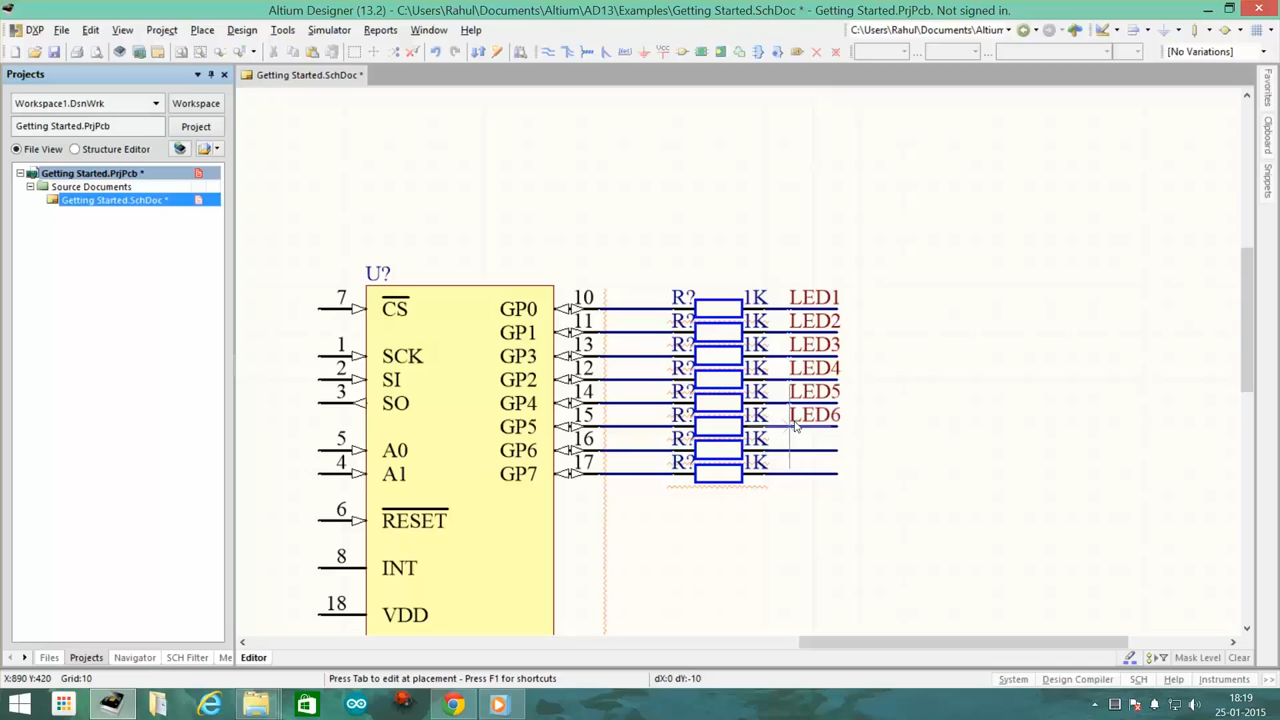 Altium Designer (13.2) - C:\Users\Rahul\Documents\Altium\AD13\Examples\Getting Started.SchDoc * - Getting Started.PrjPcb. Not signed in.
DXP File Edit View Project Place Design Tools Simulator Reports Window Help C:\Users\Rahul\Documents\Altium
[No Variations]
Projects
Getting Started.SchDoc *
Workspace1.DsnWrk Workspace
Getting Started.PrjPcb Project
File View Structure Editor
Getting Started.PrjPcb *
Source Documents
Getting Started.SchDoc *
Favorites
Clipboard
Snippets
U?
7 CS GP0 10 R? 1K LED1
GP1 11 R? 1K LED2
1 SCK GP3 13 R? 1K LED3
2 SI GP2 12 R? 1K LED4
3 SO GP4 14 R? 1K LED5
GP5 15 R? 1K LED6
5 A0 GP6 16 R? 1K
4 A1 GP7 17 R? 1K
6 RESET
8 INT
18 VDD
Files Projects Navigator SCH Filter Me Editor Mask Level Clear
X:890 Y:420 Grid:10 Press Tab to edit at placement - Press F1 for shortcuts dX:0 dY:-10 System Design Compiler SCH Help Instruments >>
18:19
25-01-2015